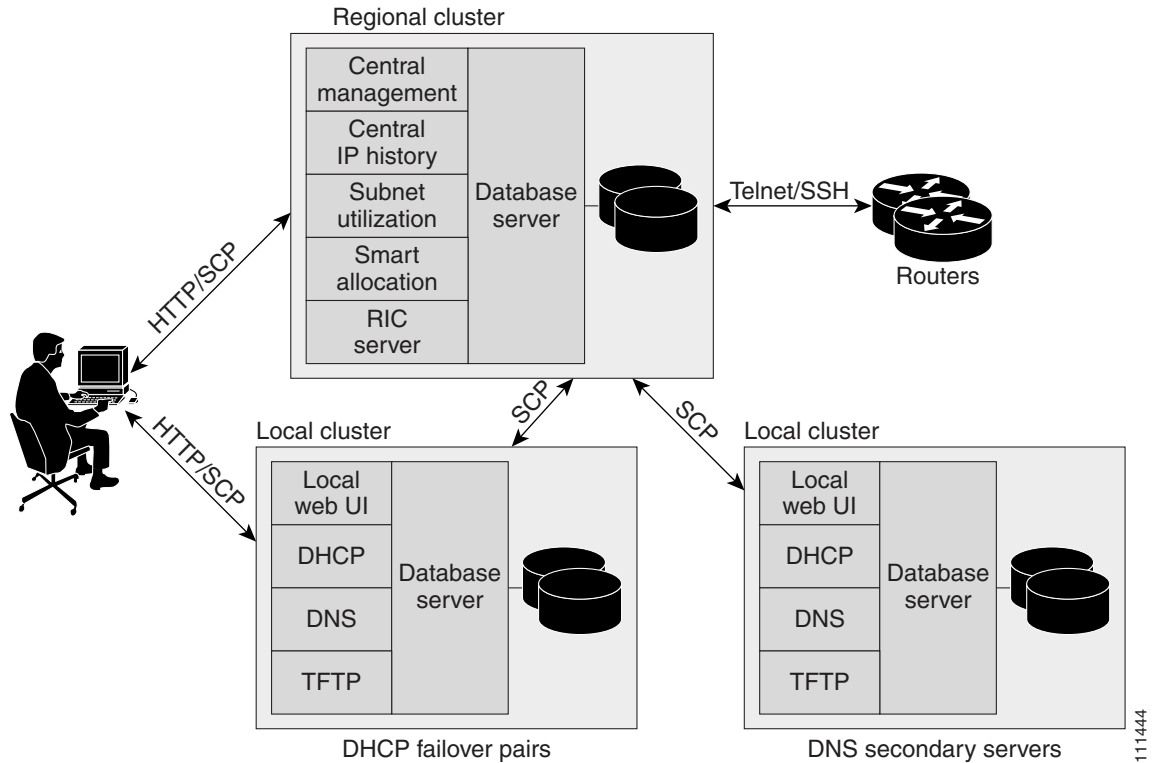 Regional cluster
Central
management
Central
IP history
Subnet
utilization
Smart
allocation
RIC
server
Database
server
Telnet/SSH
Routers
HTTP/SCP
HTTP/SCP
SCP
SCP
Local cluster
Local
web UI
DHCP
DNS
TFTP
Database
server
DHCP failover pairs
Local cluster
Local
web UI
DHCP
DNS
TFTP
Database
server
DNS secondary servers
111444